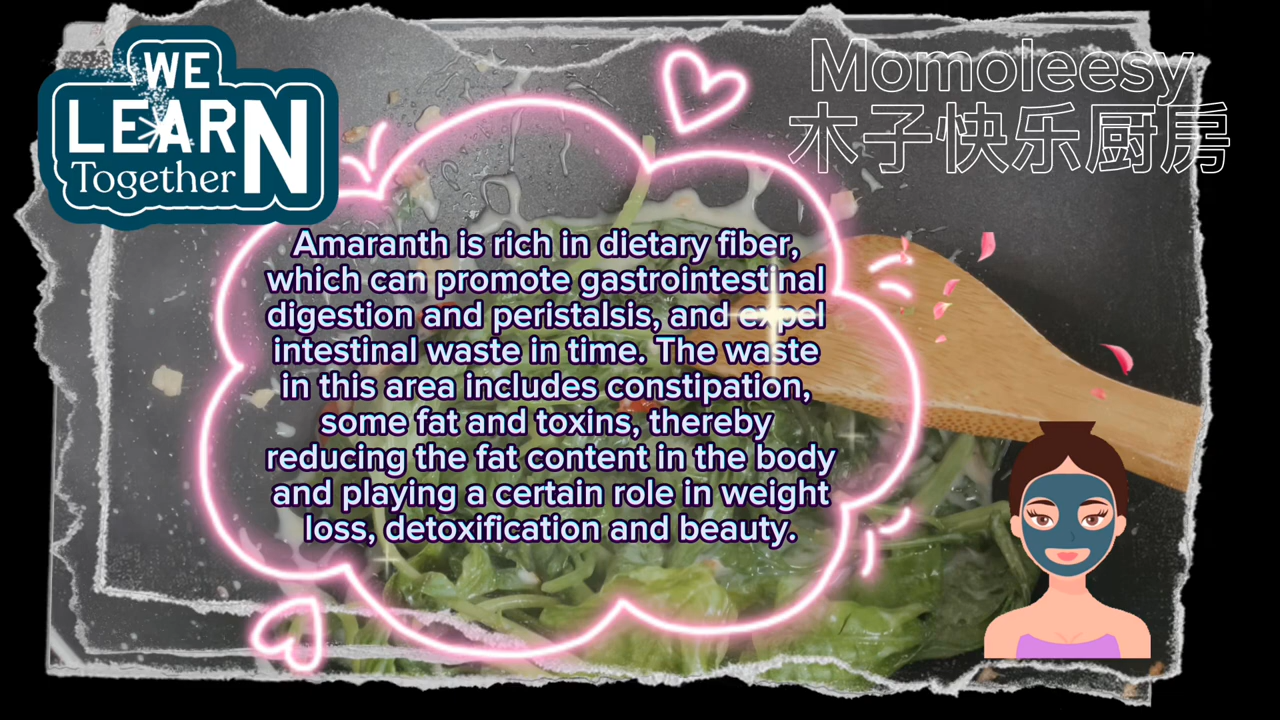 WE
LEARN
Together
Momoleesy
木子快乐厨房
Amaranth is rich in dietary fiber,
which can promote gastrointestinal
digestion and peristalsis, and expel
intestinal waste in time. The waste
in this area includes constipation,
some fat and toxins, thereby
reducing the fat content in the body
and playing a certain role in weight
loss, detoxification and beauty.